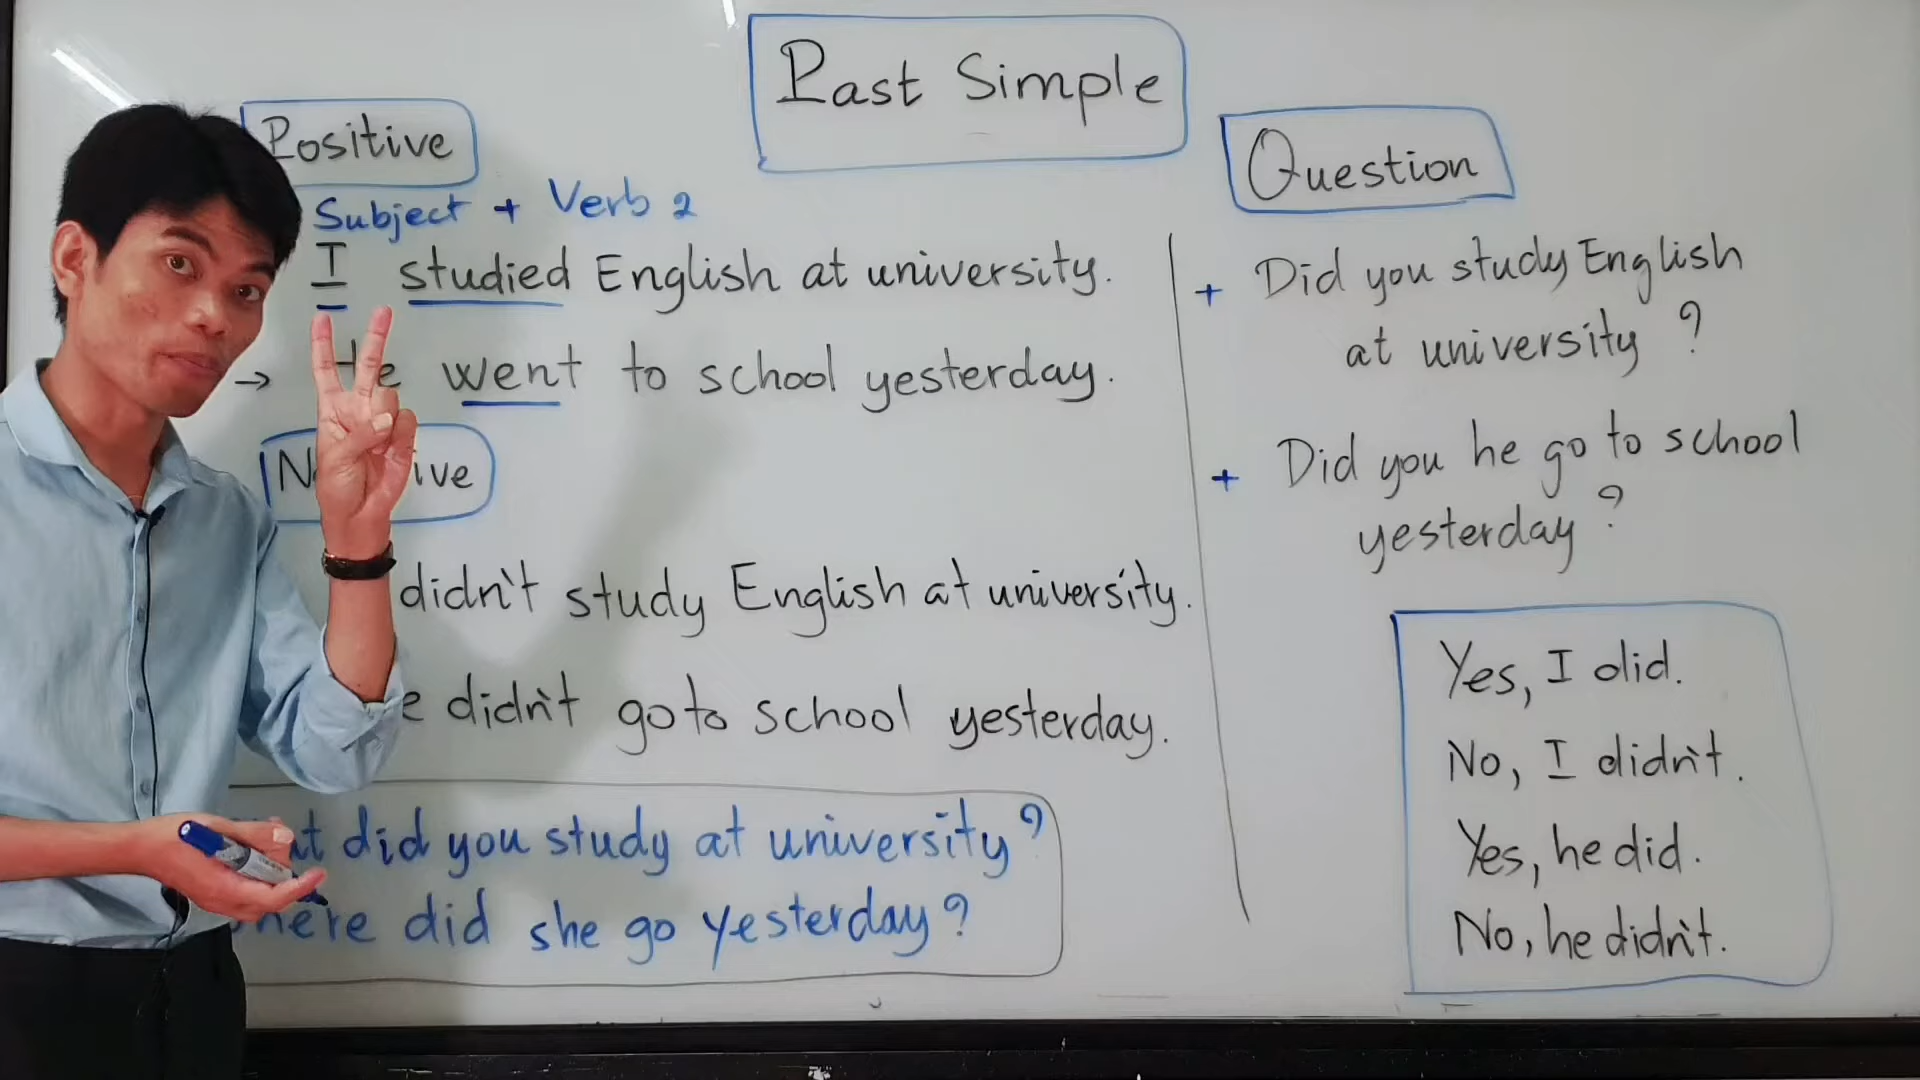 Past Simple
Positive
Subject + Verb 2
I studied English at university.
→ He went to school yesterday.
didn't study English at university.
didn't go to school yesterday.
did you study at university?
did she go yesterday?
Question
+ Did you study English
at university?
+ Did you he go to school
yesterday?
Yes, I did.
No, I didn't.
Yes, he did.
No, he didn't.